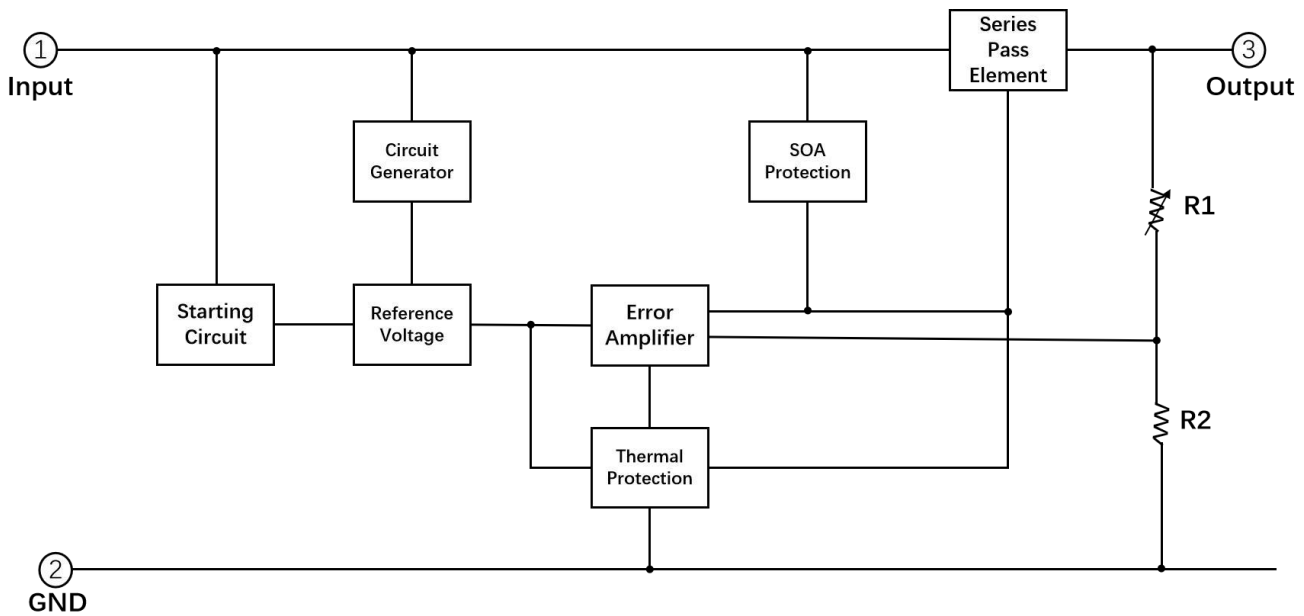 Series
Pass
Element
1
Input
3
Output
Circuit
Generator
SOA
Protection
R1
Starting
Circuit
Reference
Voltage
Error
Amplifier
R2
Thermal
Protection
2
GND